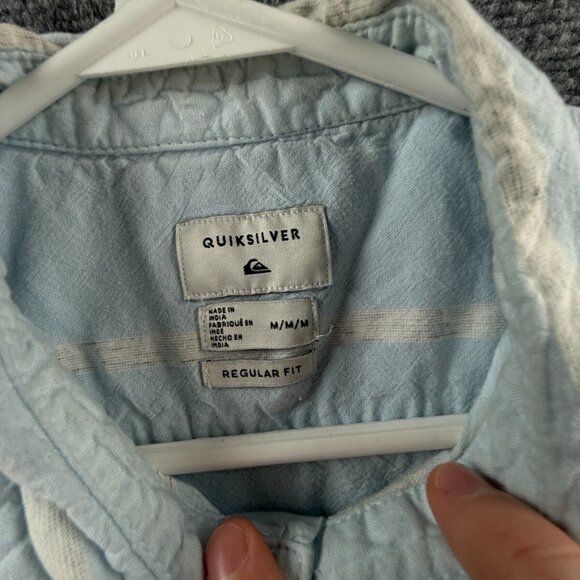 QUIKSILVER
MADE IN
INDIA
FABRIQUÉ EN
INDE
HECHO EN
INDIA
M/M/M
REGULAR FIT